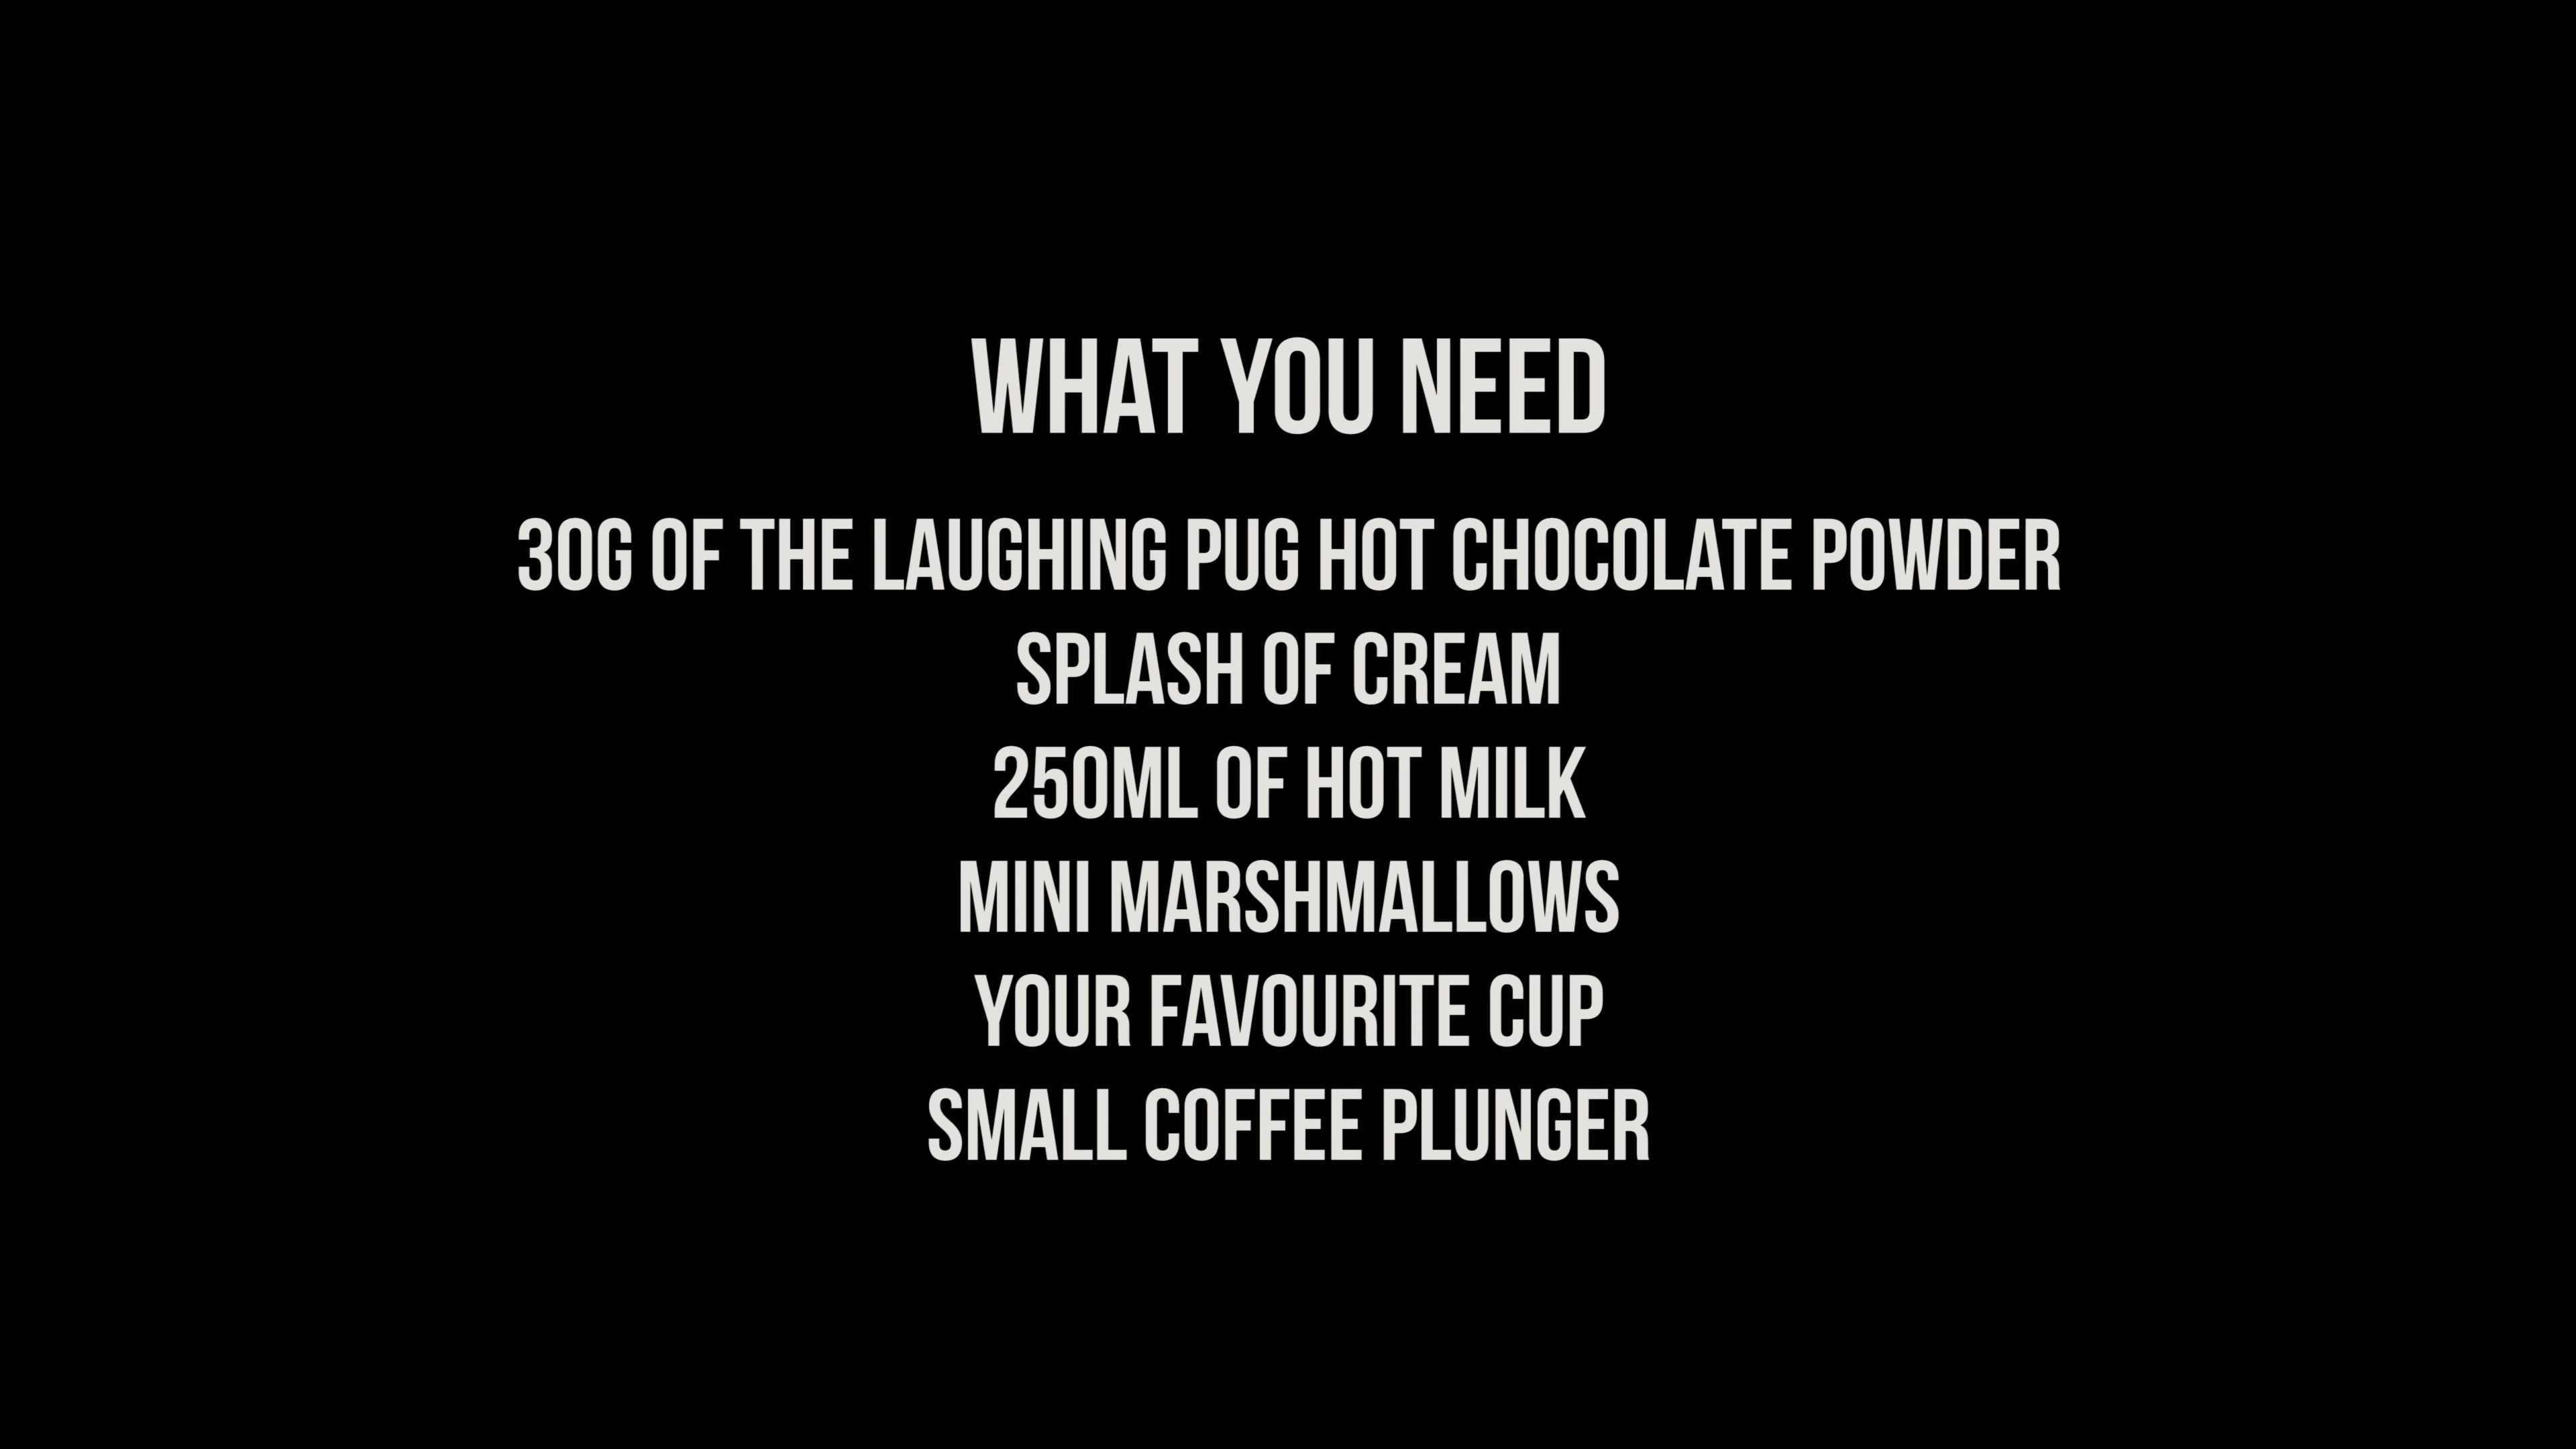 WHAT YOU NEED
30G OF THE LAUGHING PUG HOT CHOCOLATE POWDER
SPLASH OF CREAM
250ML OF HOT MILK
MINI MARSHMALLOWS
YOUR FAVOURITE CUP
SMALL COFFEE PLUNGER